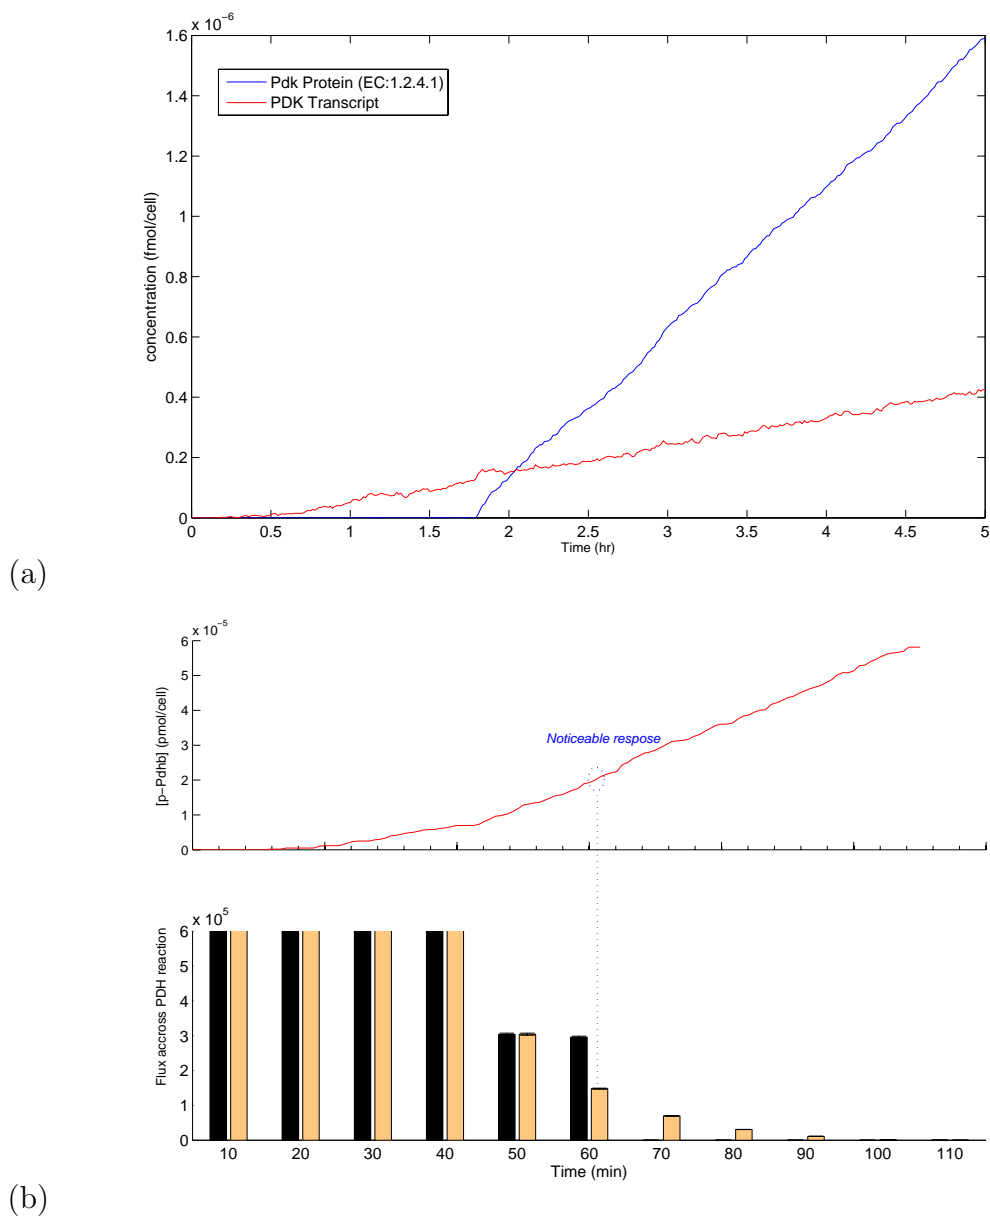 x 10^-6
1.6
1.4
1.2
1
0.8
0.6
0.4
0.2
0
concentration (fmol/cell)
Pdk Protein (EC:1.2.4.1)
PDK Transcript
0 0.5 1 1.5 2 2.5 3 3.5 4 4.5 5
Time (hr)
(a)
x 10^-5
6
5
4
3
2
1
0
[p-Pdhb] (pmol/cell)
Noticeable respose
x 10^5
6
5
4
3
2
1
0
Flux accross PDH reaction
10 20 30 40 50 60 70 80 90 100 110
Time (min)
(b)